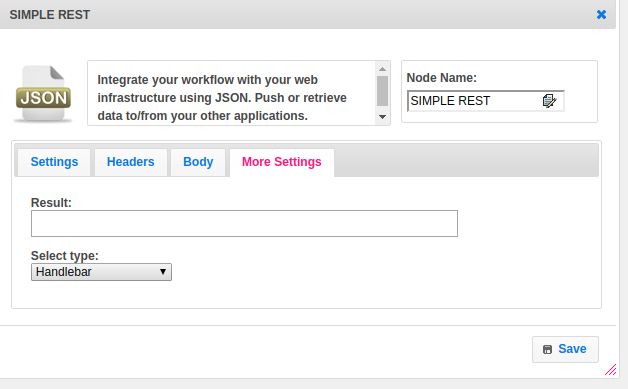 SIMPLE REST
JSON
Integrate your workflow with your web
infrastructure using JSON. Push or retrieve
data to/from your other applications.
Node Name:
SIMPLE REST
Settings
Headers
Body
More Settings
Result:
Select type:
Handlebar
Save